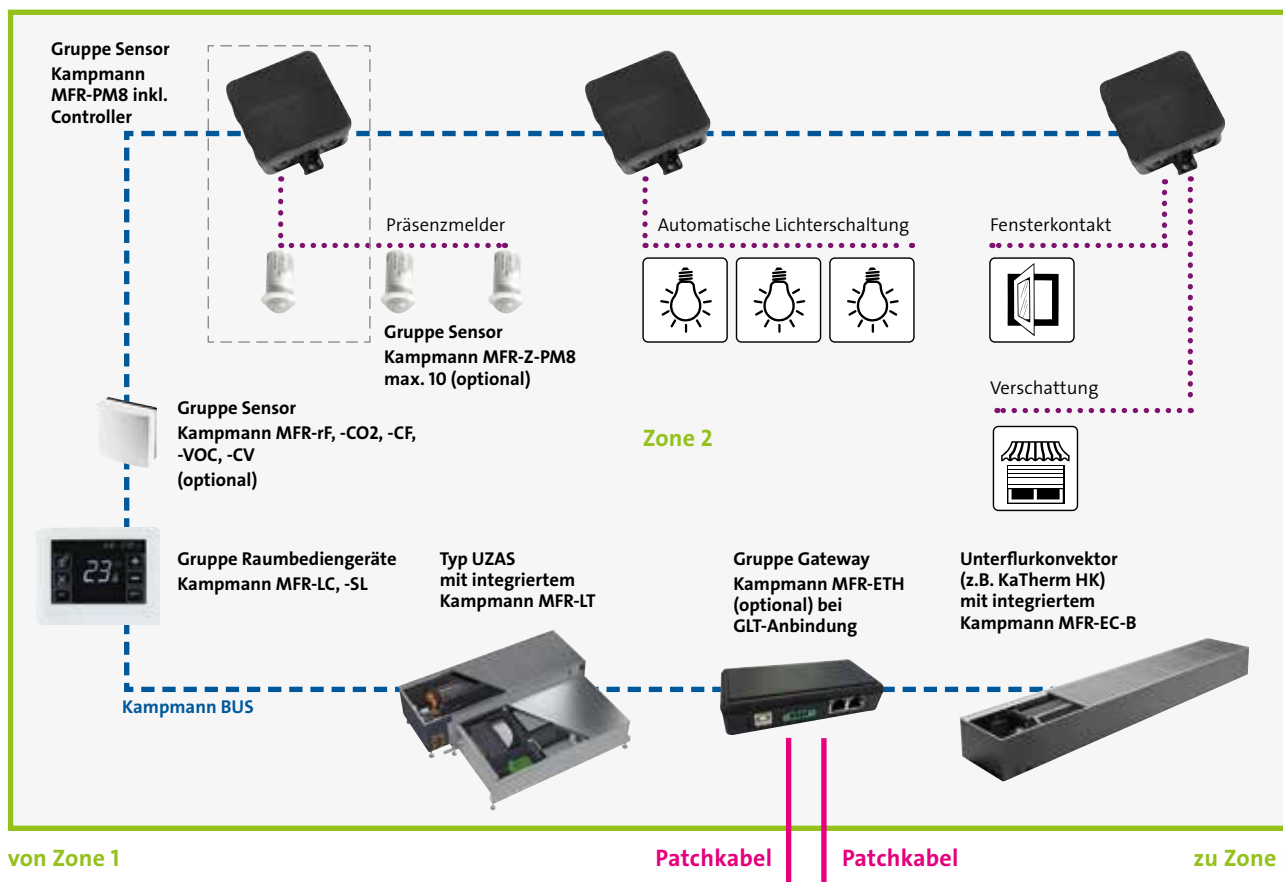 Gruppe Sensor
Kampmann
MFR-PM8 inkl.
Controller
Präsenzmelder
Automatische Lichterschaltung
Fensterkontakt
Gruppe Sensor
Kampmann MFR-Z-PM8
max. 10 (optional)
Verschattung
Gruppe Sensor
Kampmann MFR-rF, -CO2, -CF,
-VOC, -CV
(optional)
Zone 2
23
Gruppe Raumbediengeräte
Kampmann MFR-LC, -SL
Typ UZAS
mit integriertem
Kampmann MFR-LT
Gruppe Gateway
Kampmann MFR-ETH
(optional) bei
GLT-Anbindung
Unterflurkonvektor
(z.B. KaTherm HK)
mit integriertem
Kampmann MFR-EC-B
Kampmann BUS
von Zone 1
Patchkabel
Patchkabel
zu Zone